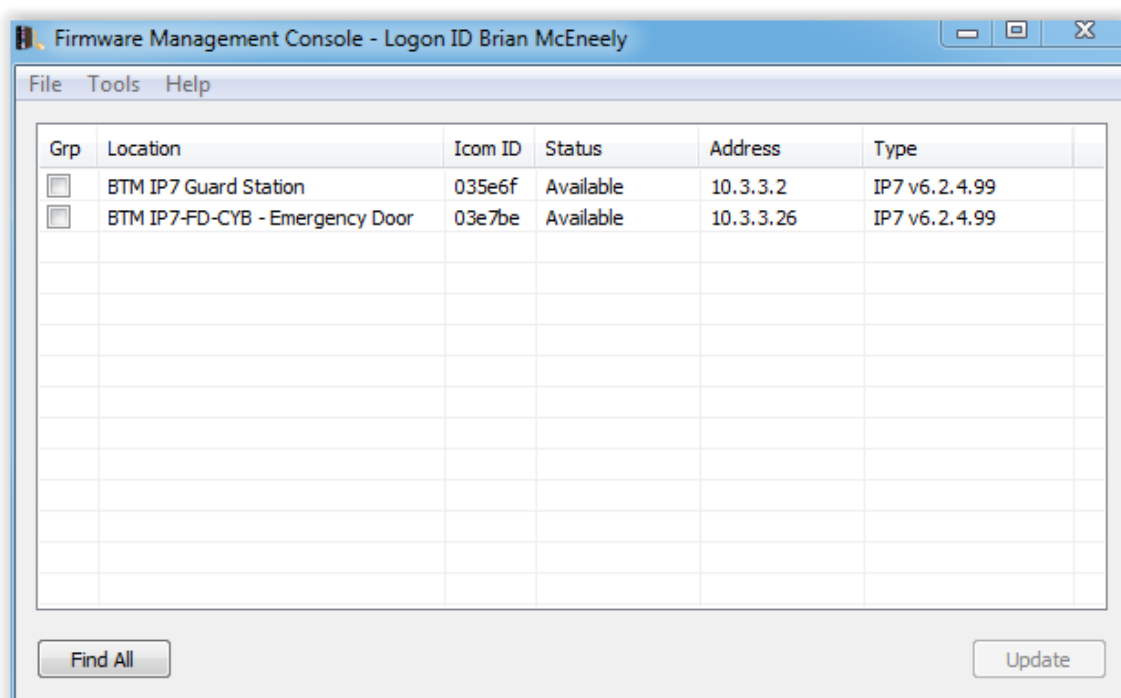 Firmware Management Console - Logon ID Brian McEneely
File Tools Help
Grp Location Icom ID Status Address Type
BTM IP7 Guard Station 035e6f Available 10.3.3.2 IP7 v6.2.4.99
BTM IP7-FD-CYB - Emergency Door 03e7be Available 10.3.3.26 IP7 v6.2.4.99
Find All Update